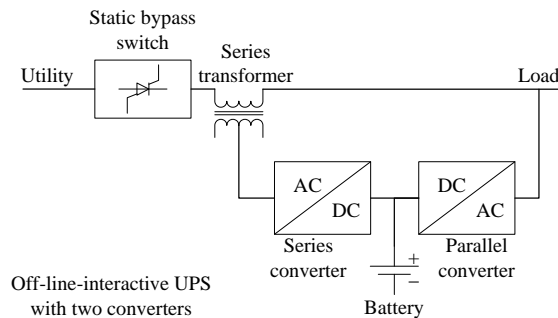 Static bypass
switch
Series
transformer
Utility
Load
AC
DC
DC
AC
Series
converter
Parallel
converter
+
−
Battery
Off-line-interactive UPS
with two converters